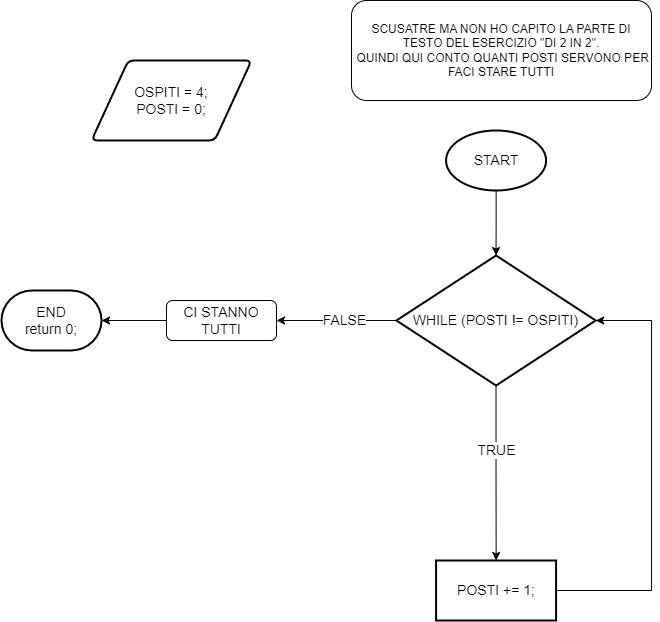 SCUSATRE MA NON HO CAPITO LA PARTE DI
TESTO DEL ESERCIZIO "DI 2 IN 2".
QUINDI QUI CONTO QUANTI POSTI SERVONO PER
FACI STARE TUTTI
OSPITI = 4;
POSTI = 0;
START
WHILE (POSTI != OSPITI)
FALSE
CI STANNO
TUTTI
END
return 0;
TRUE
POSTI += 1;